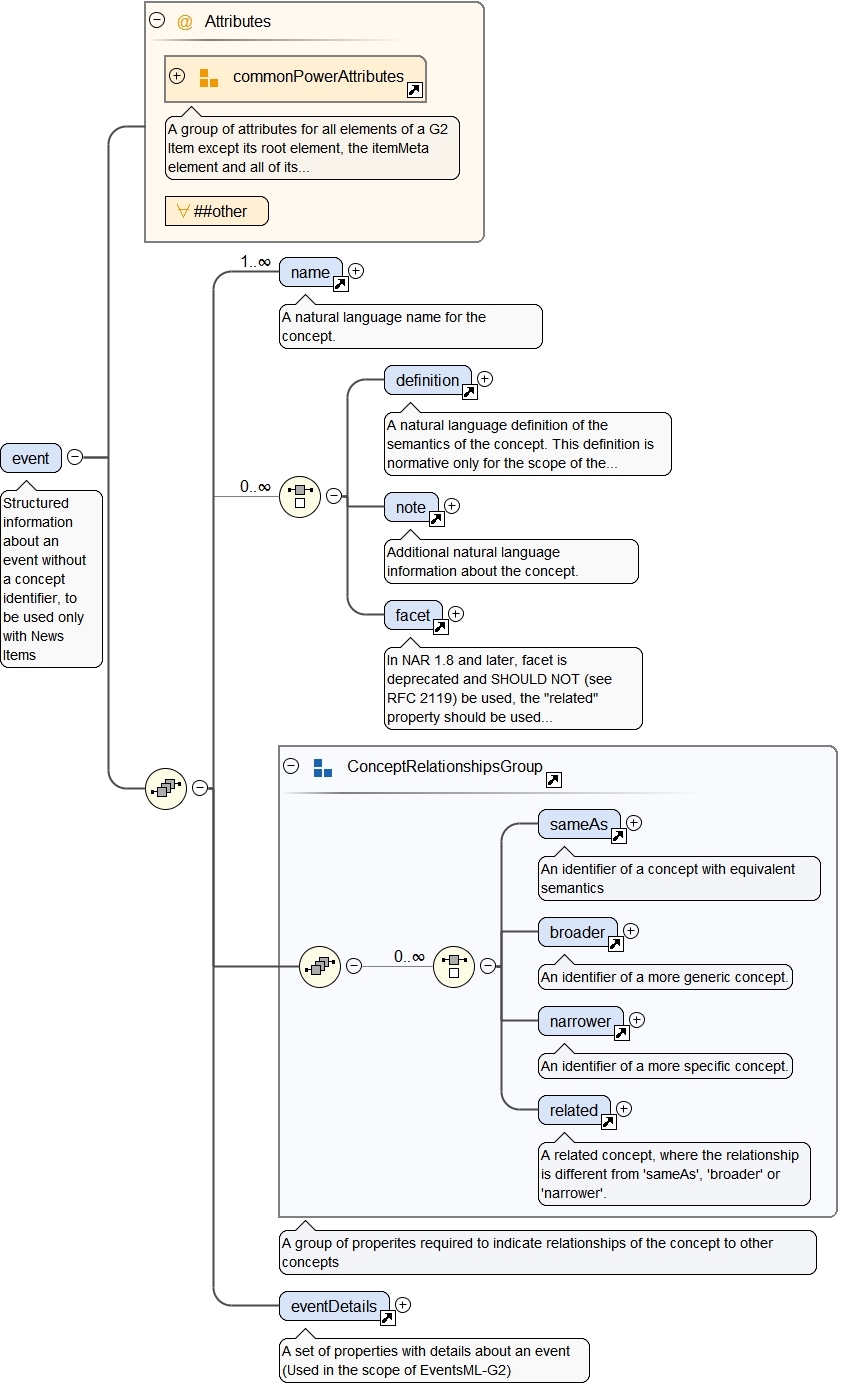 @ Attributes
commonPowerAttributes
A group of attributes for all elements of a G2
Item except its root element, the itemMeta
element and all of its...
##other
1..∞
name
A natural language name for the
concept.
definition
A natural language definition of the
semantics of the concept. This definition is
normative only for the scope of the...
event
Structured
information
about an
event without
a concept
identifier, to
be used only
with News
Items
0..∞
note
Additional natural language
information about the concept.
facet
In NAR 1.8 and later, facet is
deprecated and SHOULD NOT (see
RFC 2119) be used, the "related"
property should be used...
ConceptRelationshipsGroup
sameAs
An identifier of a concept with equivalent
semantics
0..∞
broader
An identifier of a more generic concept.
narrower
An identifier of a more specific concept.
related
A related concept, where the relationship
is different from 'sameAs', 'broader' or
'narrower'.
A group of properites required to indicate relationships of the concept to other
concepts
eventDetails
A set of properties with details about an event
(Used in the scope of EventsML-G2)